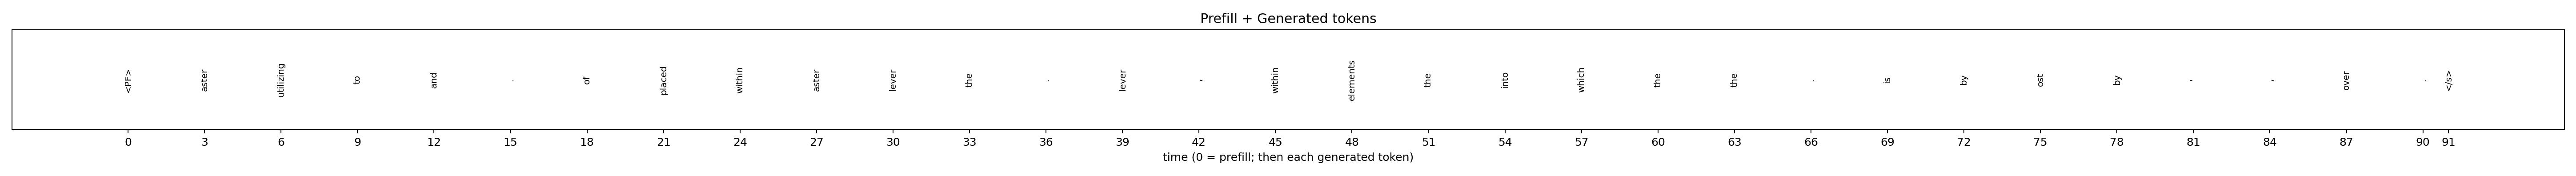 Prefill + Generated tokens
<PF> aster utilizing to and . of placed within aster lever the . lever , within elements the into which the the . is by ost by - , over . </s>
0 3 6 9 12 15 18 21 24 27 30 33 36 39 42 45 48 51 54 57 60 63 66 69 72 75 78 81 84 87 90 91
time (0 = prefill; then each generated token)